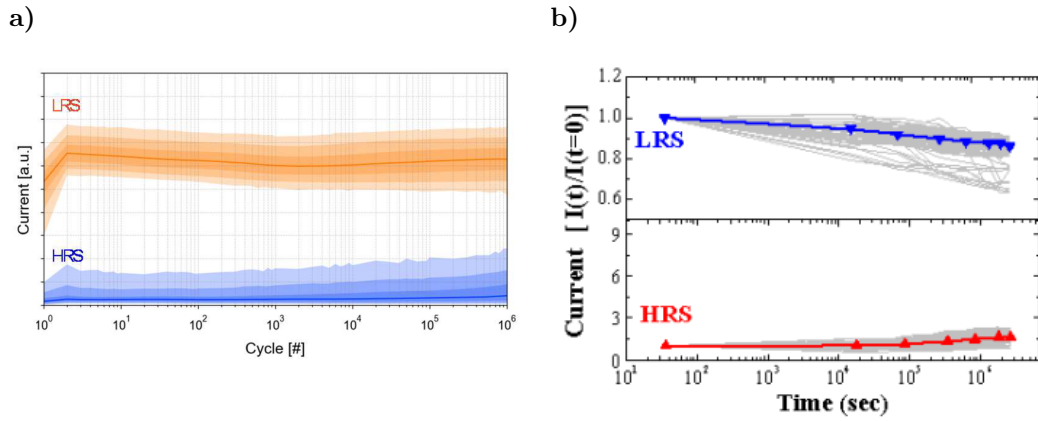 a)
LRS
HRS
Current [a.u.]
10^0 10^1 10^2 10^3 10^4 10^5 10^6
Cycle [#]
b)
1.2
1.0
0.8
0.6
LRS
9
6
3
0
HRS
Current [ I(t)/I(t=0)]
10^1 10^2 10^3 10^4 10^5 10^6
Time (sec)